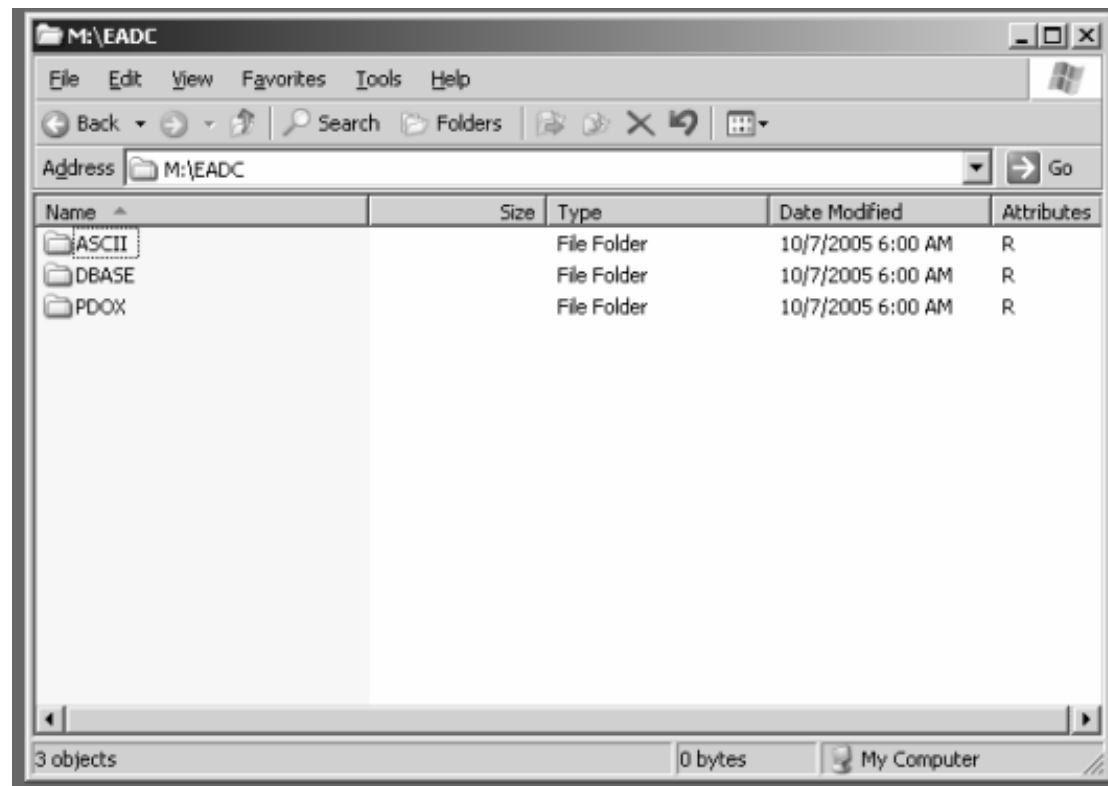 M:\EADC
File Edit View Favorites Tools Help
Back Search Folders
Address M:\EADC Go
Name Size Type Date Modified Attributes
ASCII File Folder 10/7/2005 6:00 AM R
DBASE File Folder 10/7/2005 6:00 AM R
PDOX File Folder 10/7/2005 6:00 AM R
3 objects 0 bytes My Computer